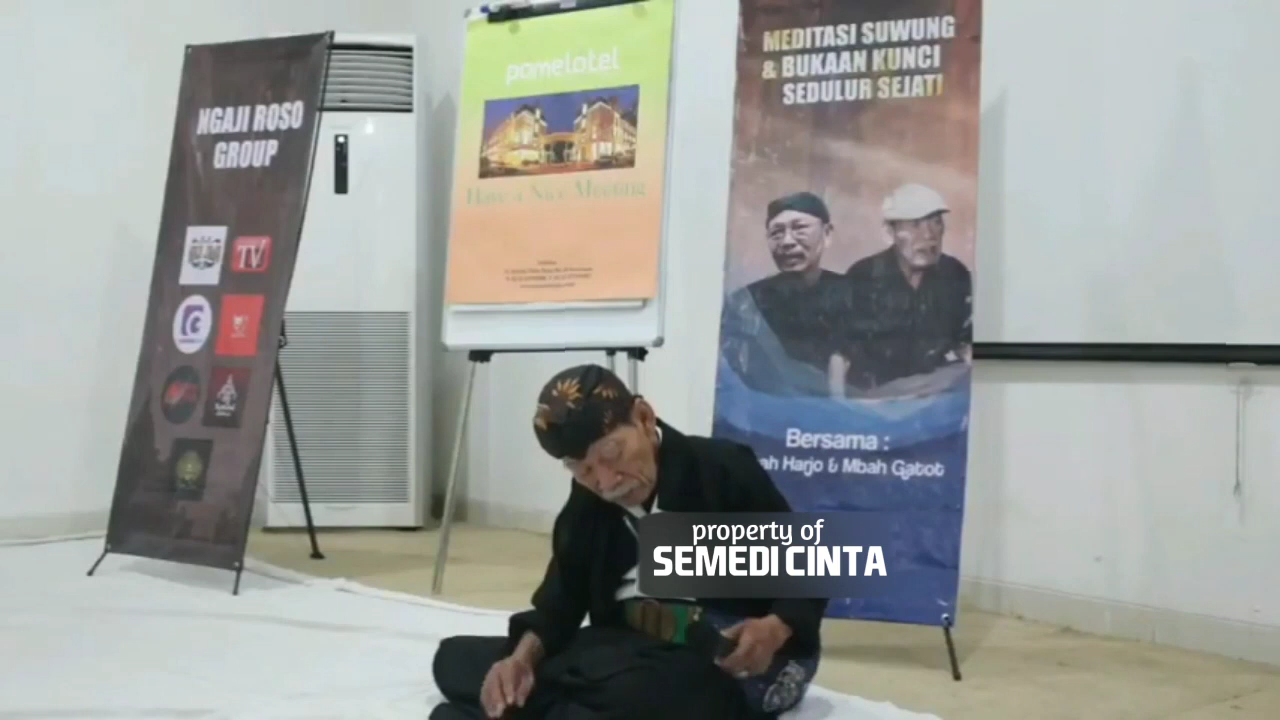 NGAJI ROSO
GROUP
TV
pomelotel
Have a Nice Meeting
MEDITASI SUWUNG
& BUKAAN KUNCI
SEDULUR SEJATI
Bersama :
ah Harjo & Mbah Gatot
property of
SEMEDI CINTA